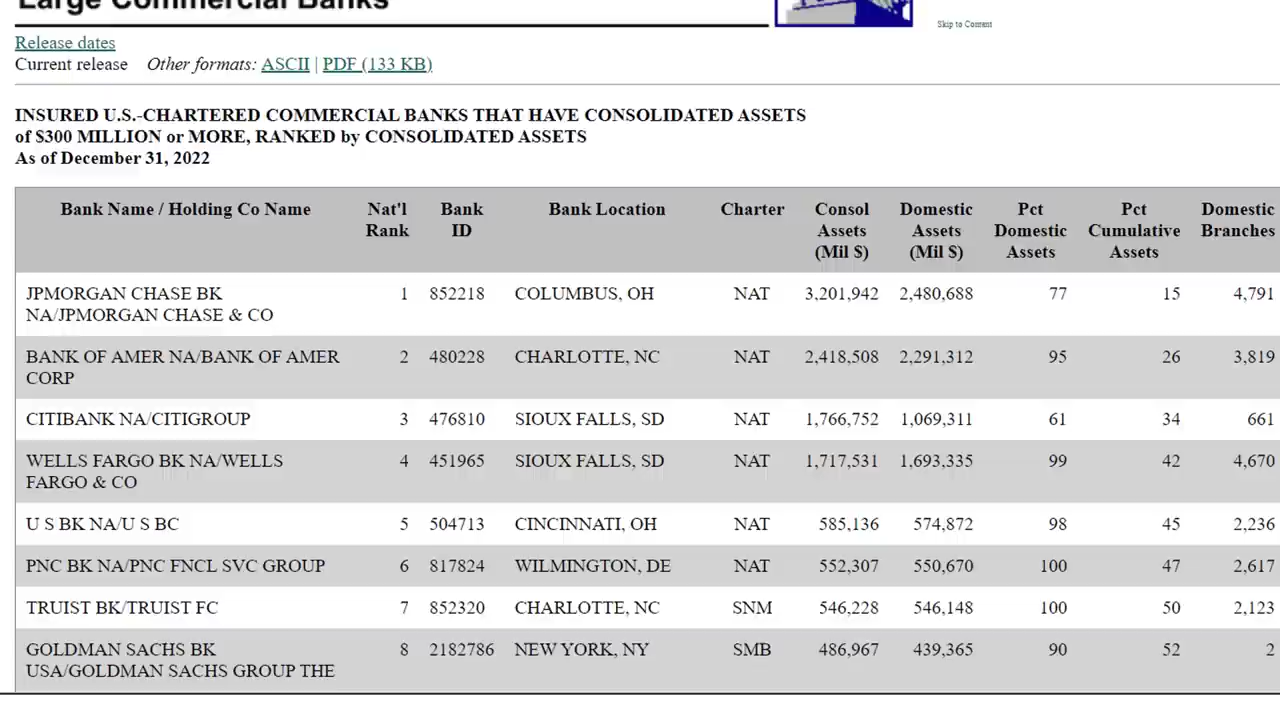 Large Commercial Banks
Skip to Content
Release dates
Current release Other formats: ASCII | PDF (133 KB)
INSURED U.S.-CHARTERED COMMERCIAL BANKS THAT HAVE CONSOLIDATED ASSETS
of $300 MILLION or MORE, RANKED by CONSOLIDATED ASSETS
As of December 31, 2022
Bank Name / Holding Co Name Nat'l Bank Bank Location Charter Consol Domestic Pct Pct Domestic
Rank ID Assets Assets Domestic Cumulative Branches
(Mil $) (Mil $) Assets Assets
JPMORGAN CHASE BK 1 852218 COLUMBUS, OH NAT 3,201,942 2,480,688 77 15 4,791
NA/JPMORGAN CHASE & CO
BANK OF AMER NA/BANK OF AMER 2 480228 CHARLOTTE, NC NAT 2,418,508 2,291,312 95 26 3,819
CORP
CITIBANK NA/CITIGROUP 3 476810 SIOUX FALLS, SD NAT 1,766,752 1,069,311 61 34 661
WELLS FARGO BK NA/WELLS 4 451965 SIOUX FALLS, SD NAT 1,717,531 1,693,335 99 42 4,670
FARGO & CO
U S BK NA/U S BC 5 504713 CINCINNATI, OH NAT 585,136 574,872 98 45 2,236
PNC BK NA/PNC FNCL SVC GROUP 6 817824 WILMINGTON, DE NAT 552,307 550,670 100 47 2,617
TRUIST BK/TRUIST FC 7 852320 CHARLOTTE, NC SNM 546,228 546,148 100 50 2,123
GOLDMAN SACHS BK 8 2182786 NEW YORK, NY SMB 486,967 439,365 90 52 2
USA/GOLDMAN SACHS GROUP THE